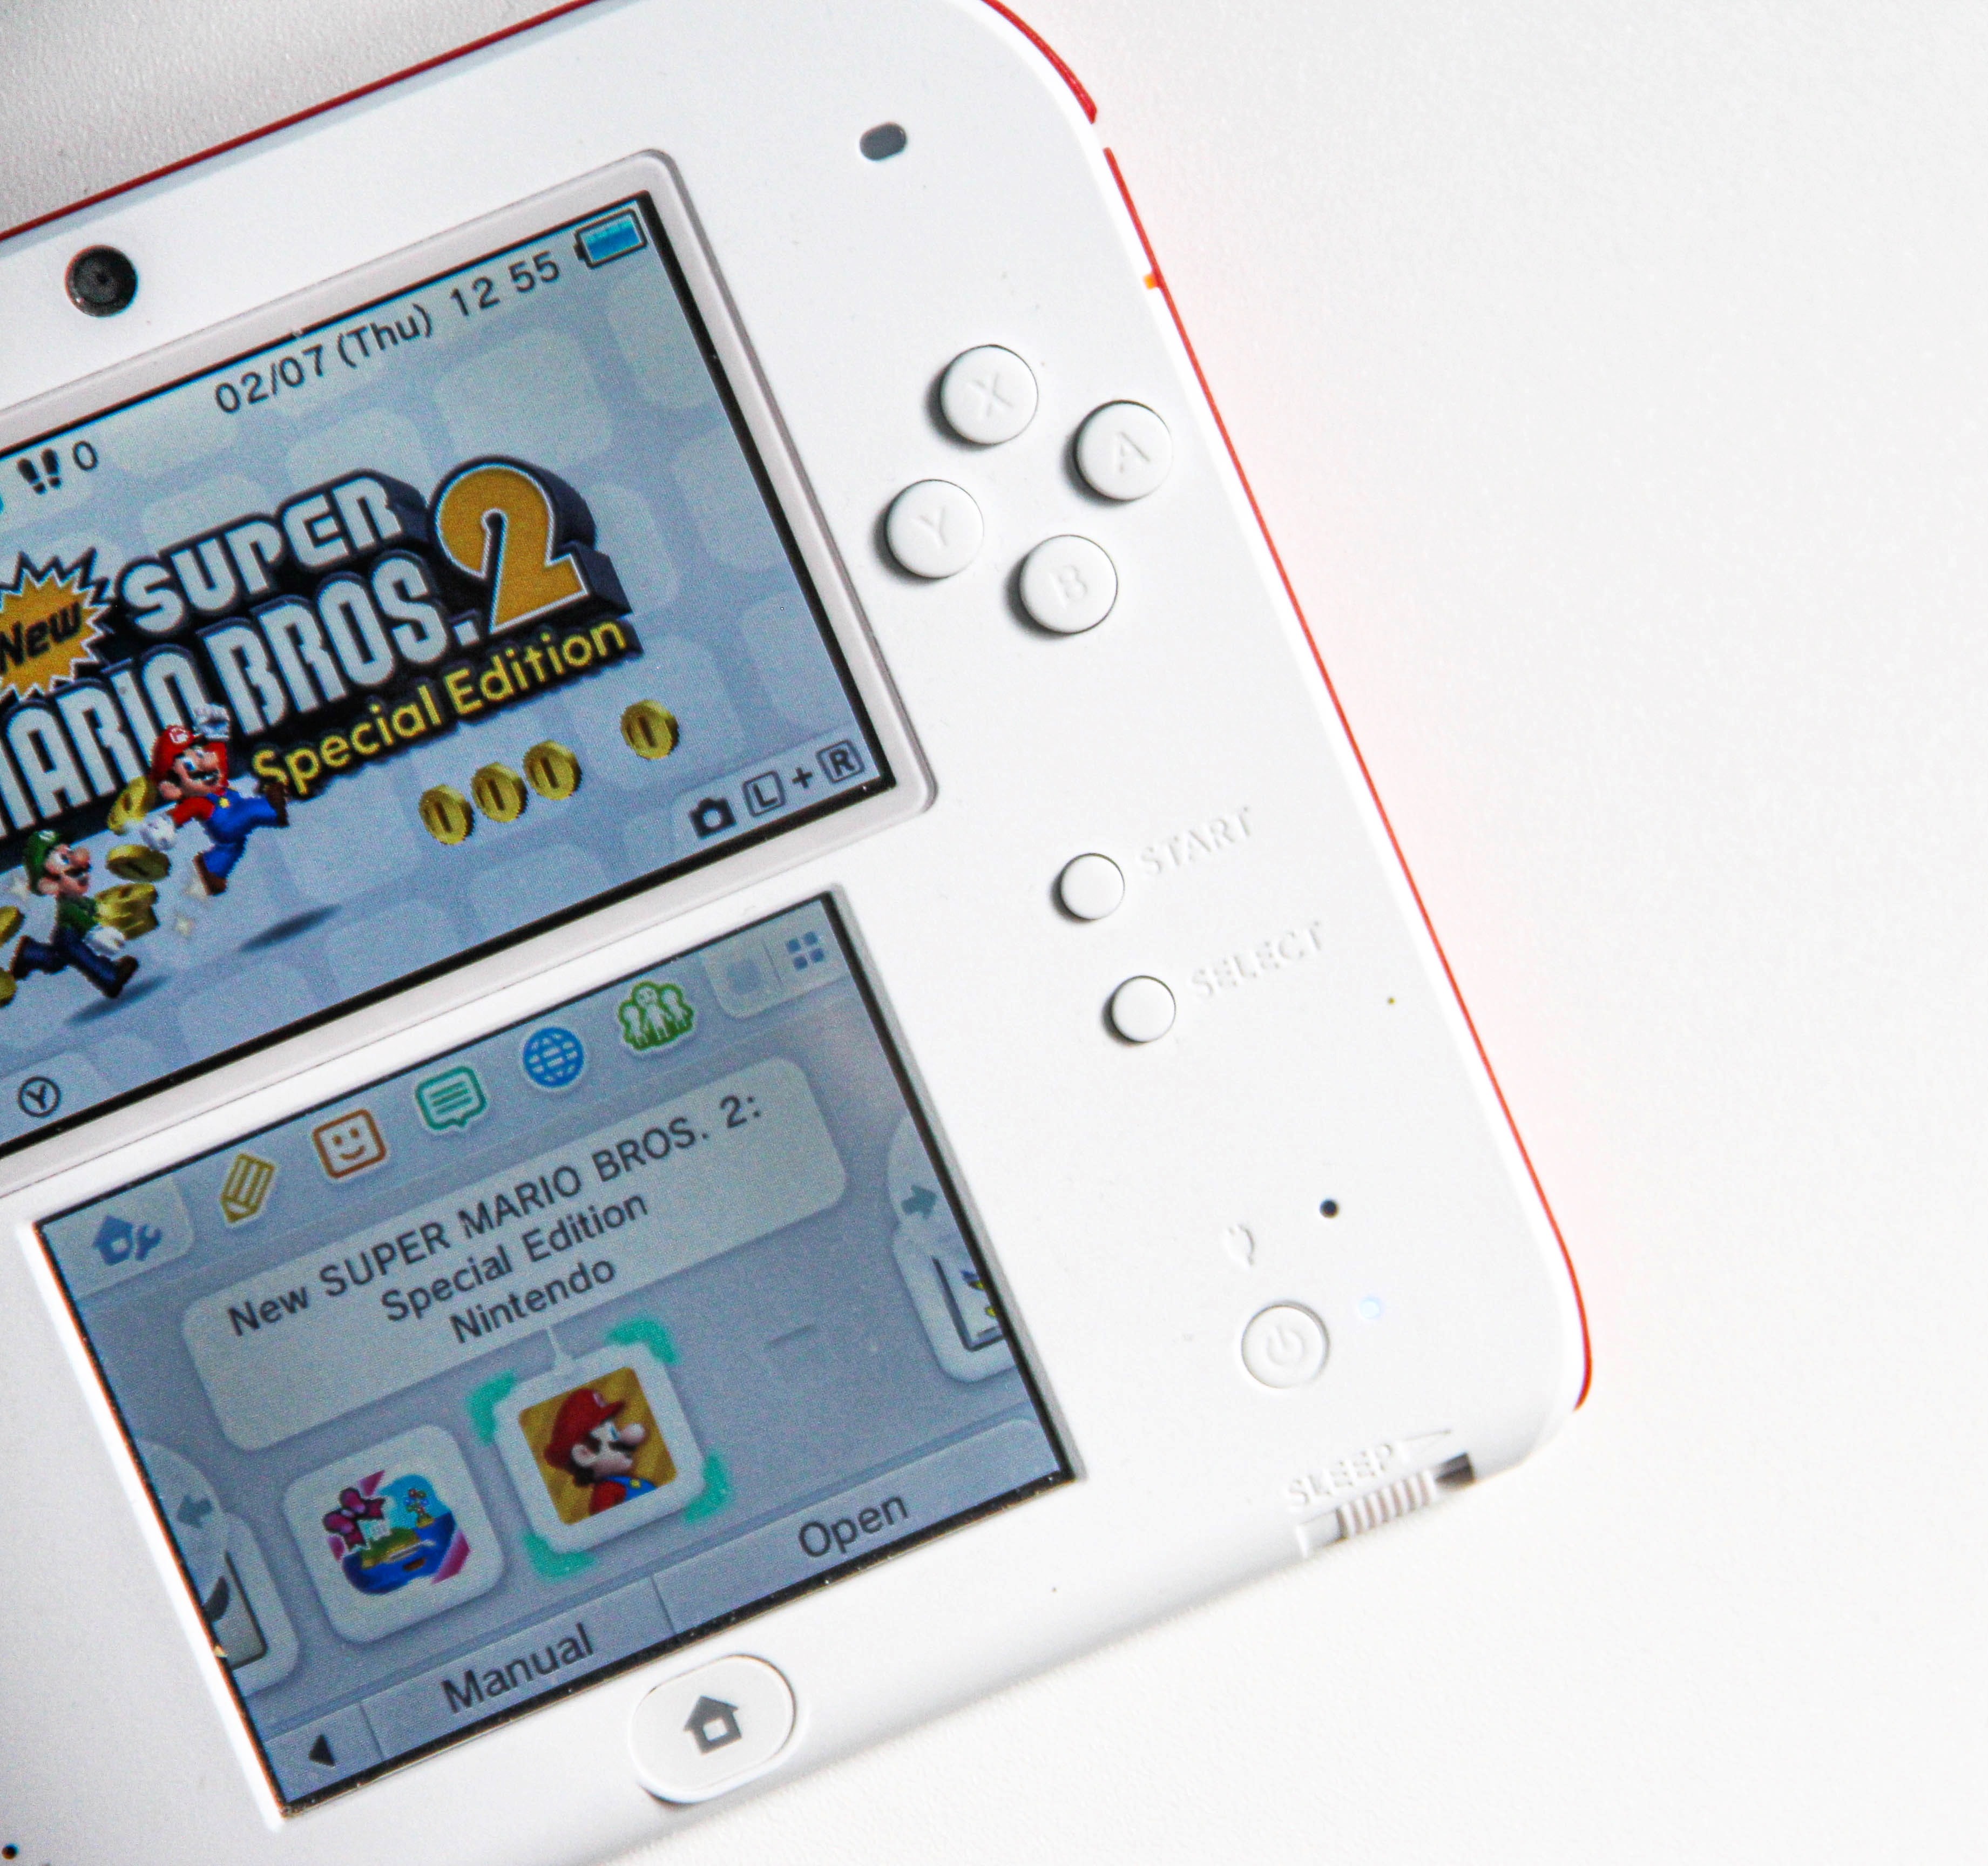 0
02/07 (Thu) 12 55
New
SUPER
MARIO BROS. 2
Special Edition
L + R
Y
New SUPER MARIO BROS. 2:
Special Edition
Nintendo
Manual
Open
X
A
Y
B
START
SELECT
SLEEP